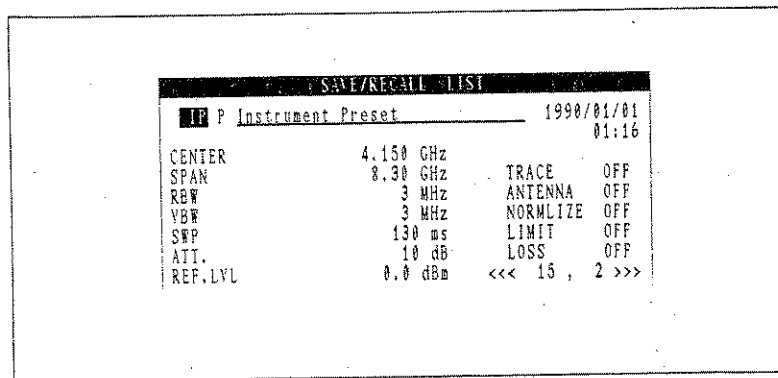 SAVE/RECALL LIST
IP P Instrument Preset 1990/01/01
01:16
CENTER 4.150 GHz
SPAN 8.30 GHz TRACE OFF
RBW 3 MHz ANTENNA OFF
VBW 3 MHz NORMLIZE OFF
SWP 130 ms LIMIT OFF
ATT. 10 dB LOSS OFF
REF.LVL 0.0 dBm <<< 15 , 2 >>>